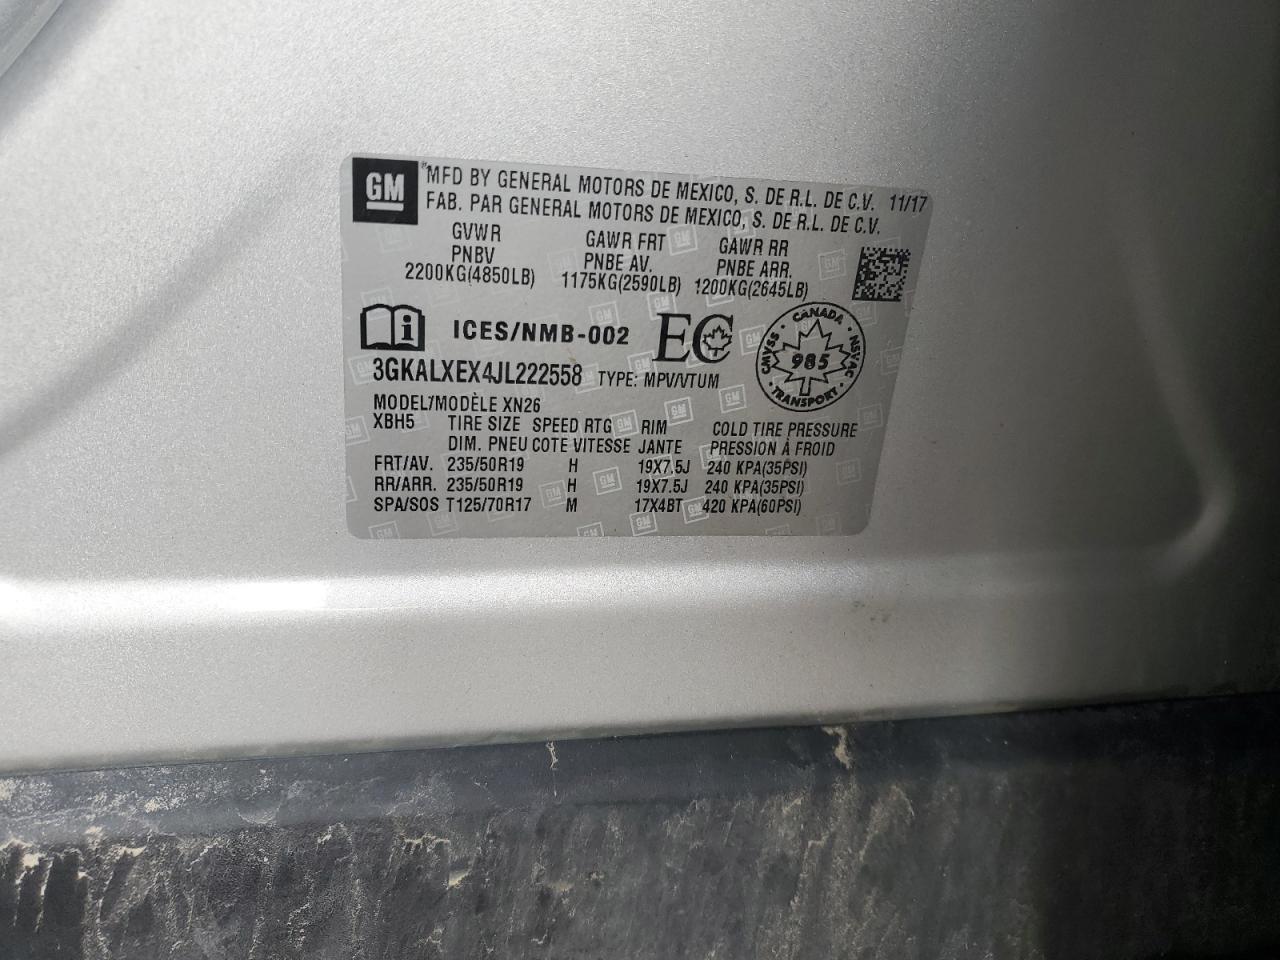 GM
MFD BY GENERAL MOTORS DE MEXICO, S. DE R.L. DE C.V. 11/17
FAB. PAR GENERAL MOTORS DE MEXICO, S. DE R.L. DE C.V.
GVWR GAWR FRT GAWR RR
PNBV PNBE AV. PNBE ARR.
2200KG(4850LB) 1175KG(2590LB) 1200KG(2645LB)
ICES/NMB-002 EC
CANADA
CMVSS - NSVAC
985
TRANSPORT
3GKALXEX4JL222558 TYPE: MPV/VTUM
MODEL/MODÈLE XN26
XBH5 TIRE SIZE SPEED RTG RIM COLD TIRE PRESSURE
DIM. PNEU COTE VITESSE JANTE PRESSION À FROID
FRT/AV. 235/50R19 H 19X7.5J 240 KPA(35PSI)
RR/ARR. 235/50R19 H 19X7.5J 240 KPA(35PSI)
SPA/SOS T125/70R17 M 17X4BT 420 KPA(60PSI)